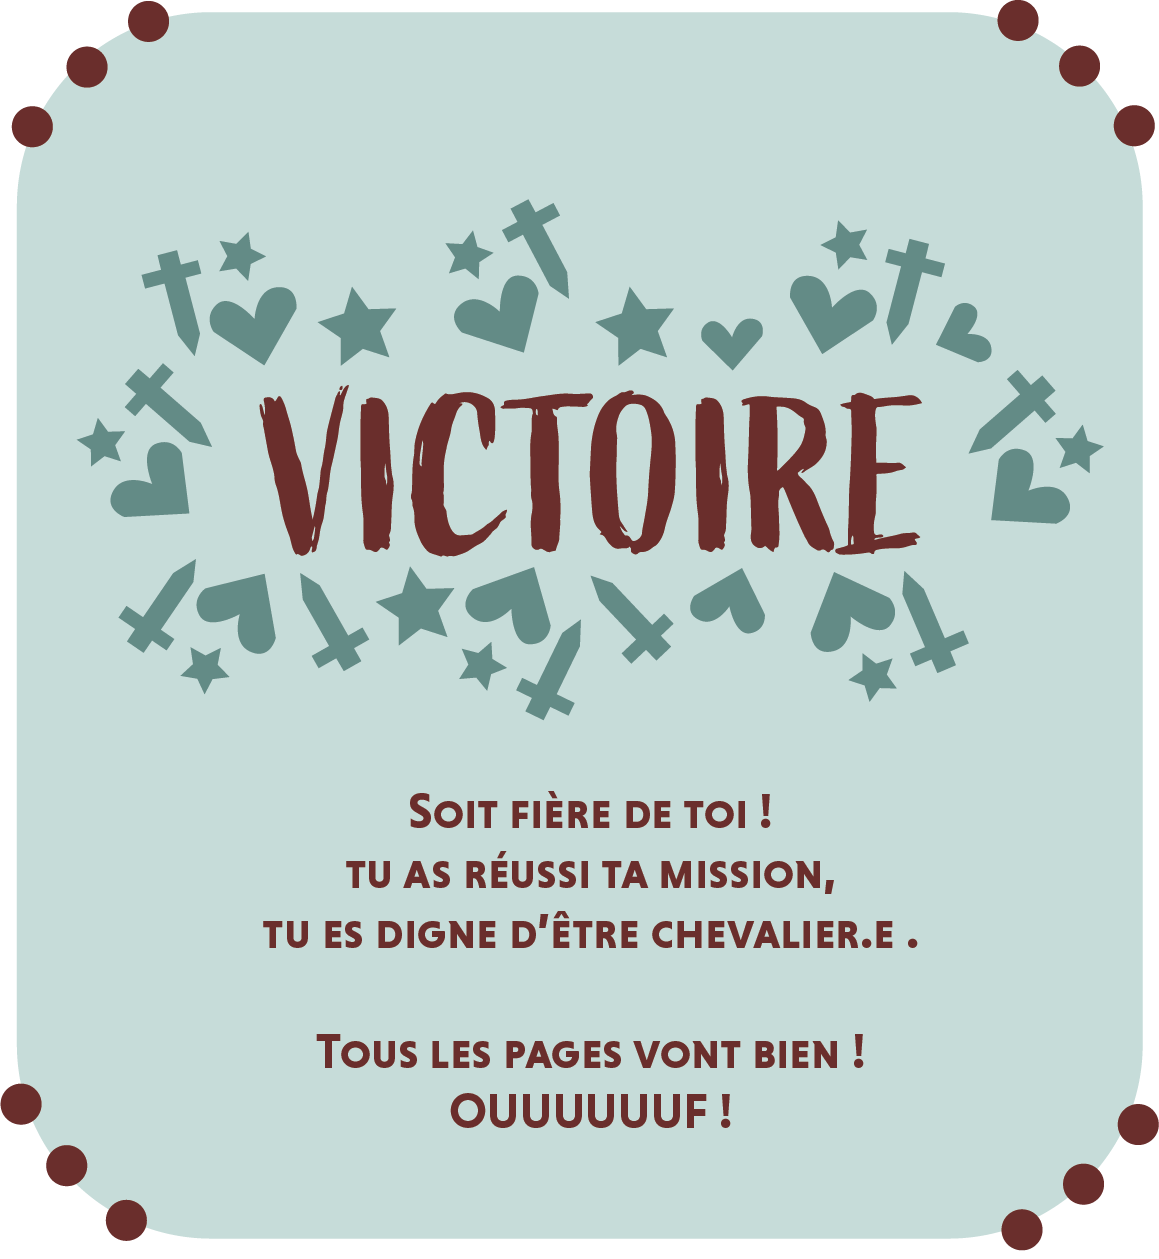 VICTOIRE
Soit fière de toi !
tu as réussi ta mission,
tu es digne d'être chevalier.e .
Tous les pages vont bien !
OUUUUUUUF !